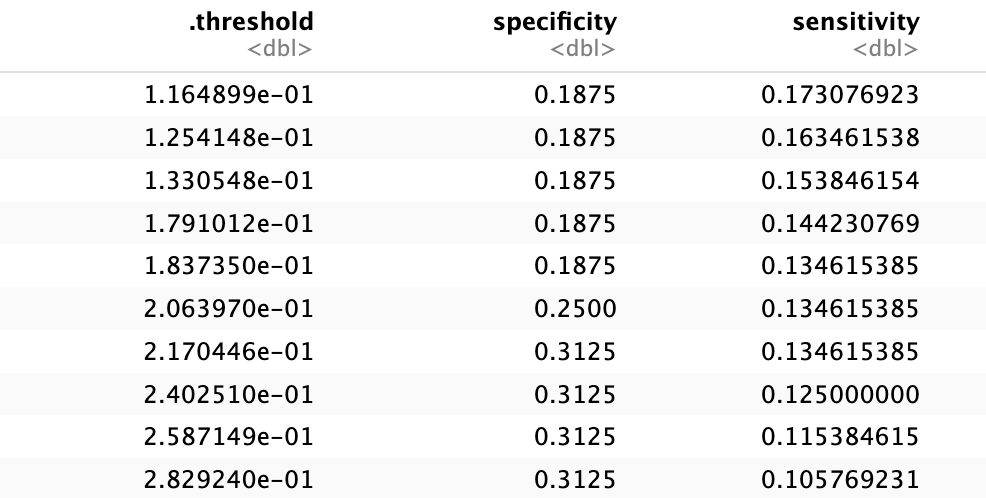 .threshold specificity sensitivity
<dbl> <dbl> <dbl>
1.164899e-01 0.1875 0.173076923
1.254148e-01 0.1875 0.163461538
1.330548e-01 0.1875 0.153846154
1.791012e-01 0.1875 0.144230769
1.837350e-01 0.1875 0.134615385
2.063970e-01 0.2500 0.134615385
2.170446e-01 0.3125 0.134615385
2.402510e-01 0.3125 0.125000000
2.587149e-01 0.3125 0.115384615
2.829240e-01 0.3125 0.105769231